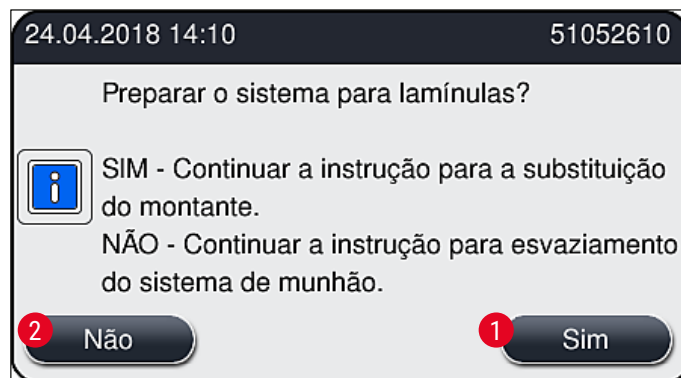 24.04.2018 14:10 51052610
Preparar o sistema para lamínulas?
SIM - Continuar a instrução para a substituição
do montante.
NÃO - Continuar a instrução para esvaziamento
do sistema de munhão.
2 Não 1 Sim